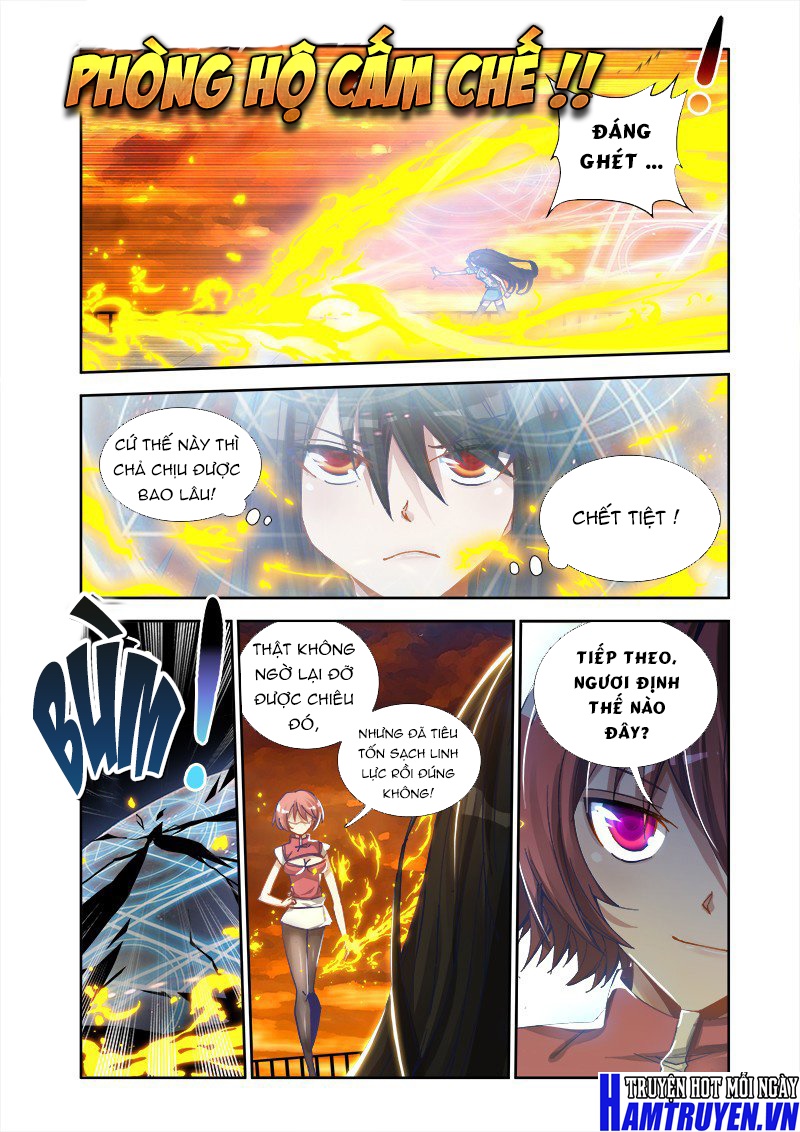 PHÒNG HỘ CẤM CHẾ !!
!
ĐÁNG
GHÉT ...
CỨ THẾ NÀY THÌ
CHẢ CHỊU ĐƯỢC
BAO LÂU!
CHẾT TIỆT !
BÙM!
THẬT KHÔNG
NGỜ LẠI ĐỠ
ĐƯỢC CHIÊU
ĐÓ,
NHƯNG ĐÃ TIÊU
TỐN SẠCH LINH
LỰC RỒI ĐÚNG
KHÔNG!
TIẾP THEO,
NGƯƠI ĐỊNH
THẾ NÀO
ĐÂY?
TRUYỆN HOT MỖI NGÀY
HAMTRUYEN.VN